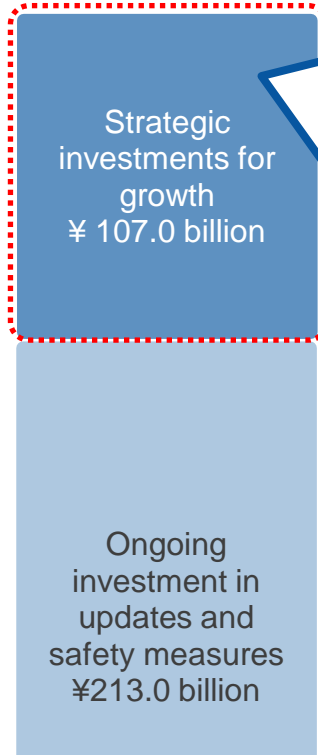 Strategic
investments for
growth
¥ 107.0 billion
Ongoing
investment in
updates and
safety measures
¥213.0 billion